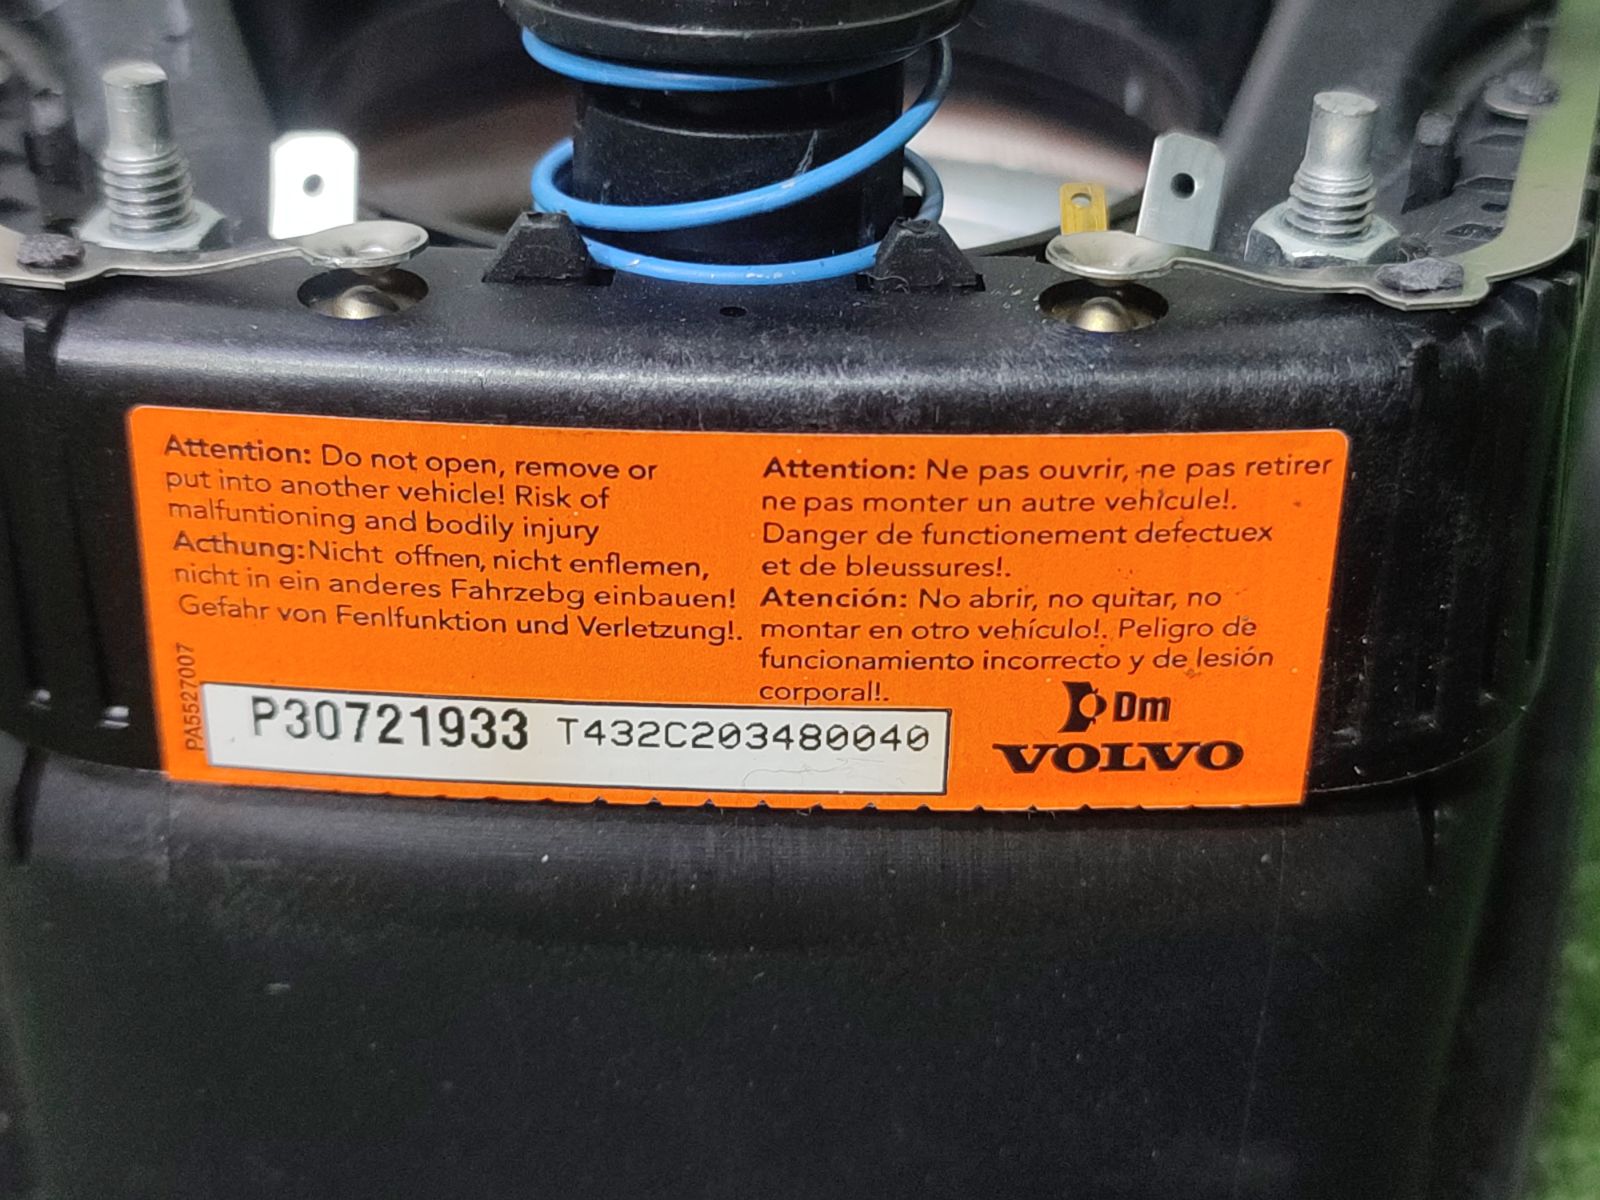 Attention: Do not open, remove or
put into another vehicle! Risk of
malfuntioning and bodily injury
Acthung:Nicht offnen, nicht enflemen,
nicht in ein anderes Fahrzebg einbauen!
Gefahr von Fenlfunktion und Verletzung!.
Attention: Ne pas ouvrir, ne pas retirer
ne pas monter un autre vehícule!.
Danger de functionement defectuex
et de bleussures!.
Atención: No abrir, no quitar, no
montar en otro vehículo!. Peligro de
funcionamiento incorrecto y de lesión
corporal!.
PA5527007
P30721933 T432C203480040
Dm
VOLVO